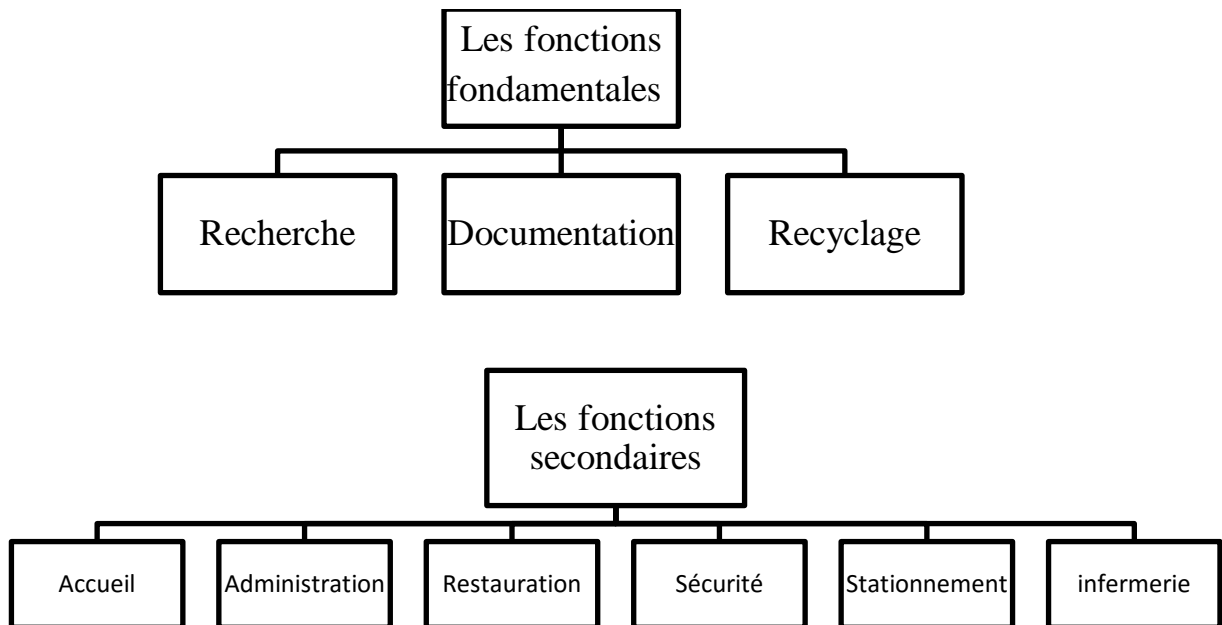 Les fonctions
fondamentales
Recherche
Documentation
Recyclage
Les fonctions
secondaires
Accueil
Administration
Restauration
Sécurité
Stationnement
infermerie